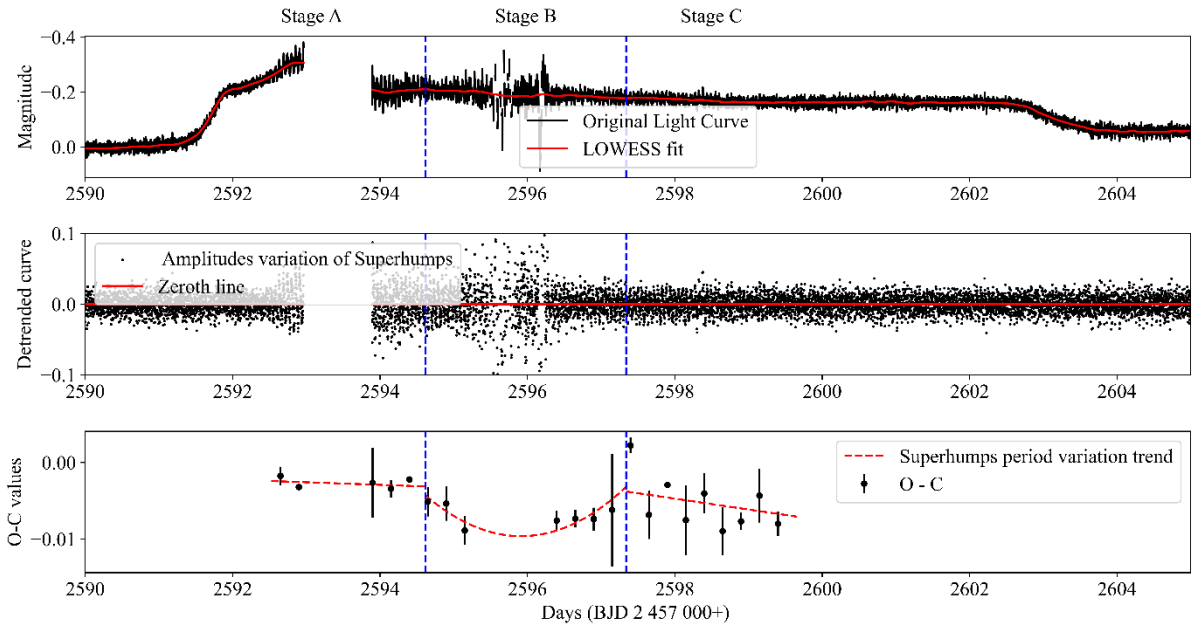 Stage A Stage B Stage C
−0.4
−0.2
0.0
Magnitude
Original Light Curve
LOWESS fit
2590 2592 2594 2596 2598 2600 2602 2604
0.1
0.0
−0.1
Detrended curve
Amplitudes variation of Superhumps
Zeroth line
2590 2592 2594 2596 2598 2600 2602 2604
0.00
−0.01
O-C values
Superhumps period variation trend
O - C
2590 2592 2594 2596 2598 2600 2602 2604
Days (BJD 2 457 000+)